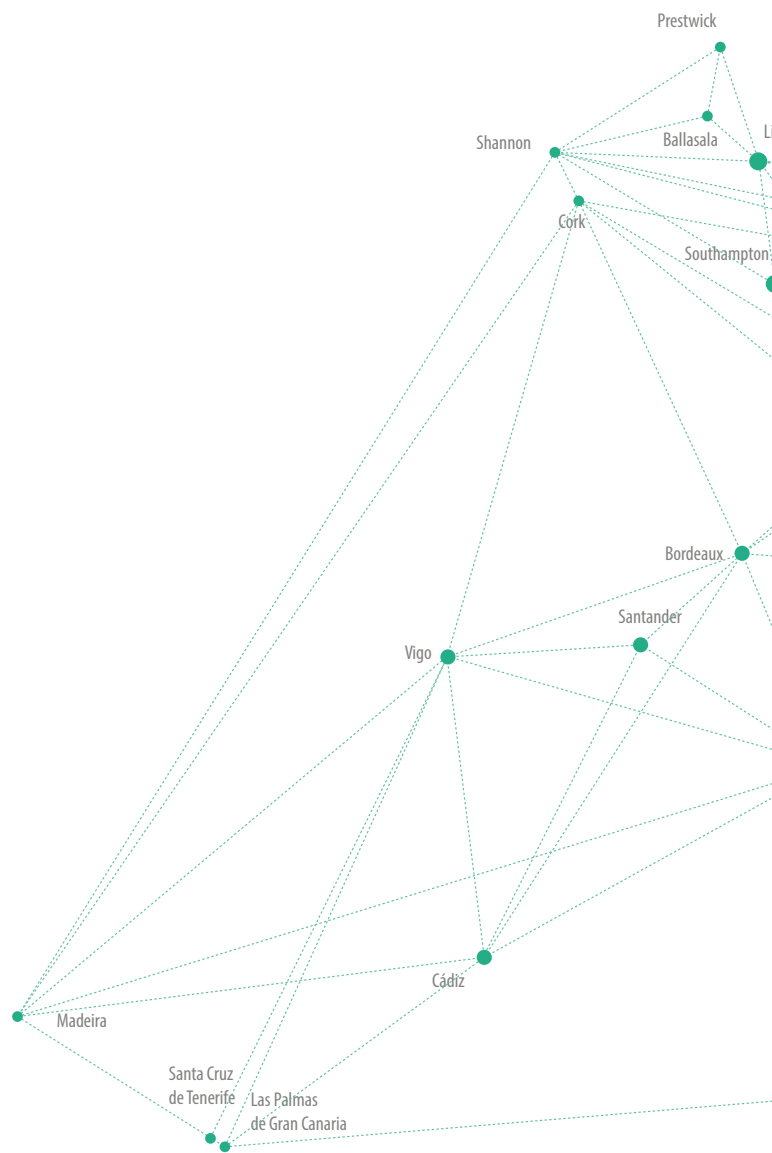 Prestwick
Li
Shannon
Ballasala
Cork
Southampton
Bordeaux
Santander
Vigo
Cádiz
Madeira
Santa Cruz
de Tenerife
Las Palmas
de Gran Canaria